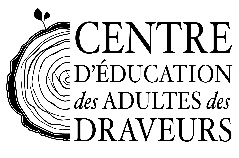 CENTRE
D'ÉDUCATION
des ADULTES des
DRAVEURS